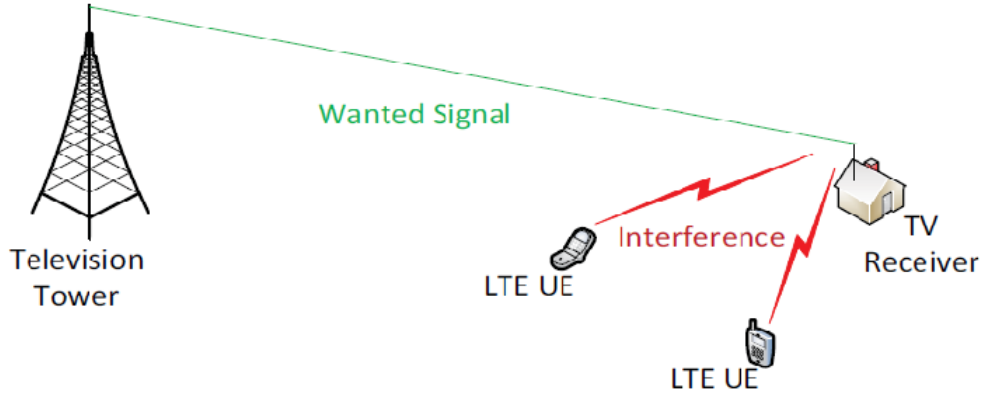 Wanted Signal
Television
Tower
Interference
LTE UE
TV
Receiver
LTE UE